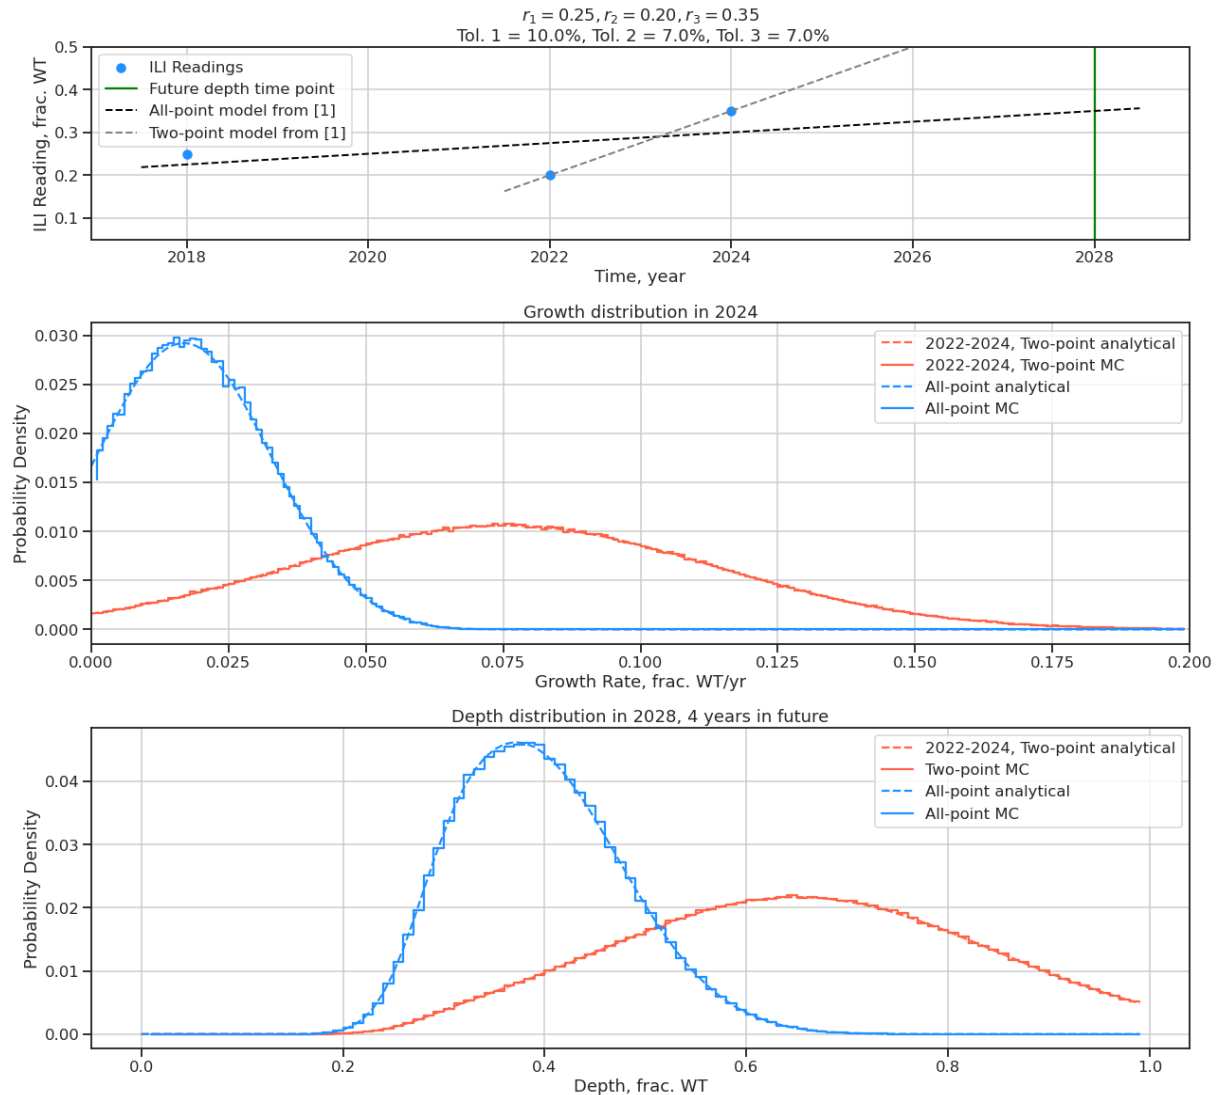 r₁ = 0.25, r₂ = 0.20, r₃ = 0.35
Tol. 1 = 10.0%, Tol. 2 = 7.0%, Tol. 3 = 7.0%
0.5
0.4
0.3
0.2
0.1
ILI Reading, frac. WT
ILI Readings
Future depth time point
All-point model from [1]
Two-point model from [1]
2018
2020
2022
2024
2026
2028
Time, year
Growth distribution in 2024
0.030
0.025
0.020
0.015
0.010
0.005
0.000
Probability Density
2022-2024, Two-point analytical
2022-2024, Two-point MC
All-point analytical
All-point MC
0.000
0.025
0.050
0.075
0.100
0.125
0.150
0.175
0.200
Growth Rate, frac. WT/yr
Depth distribution in 2028, 4 years in future
0.04
0.03
0.02
0.01
0.00
Probability Density
2022-2024, Two-point analytical
Two-point MC
All-point analytical
All-point MC
0.0
0.2
0.4
0.6
0.8
1.0
Depth, frac. WT